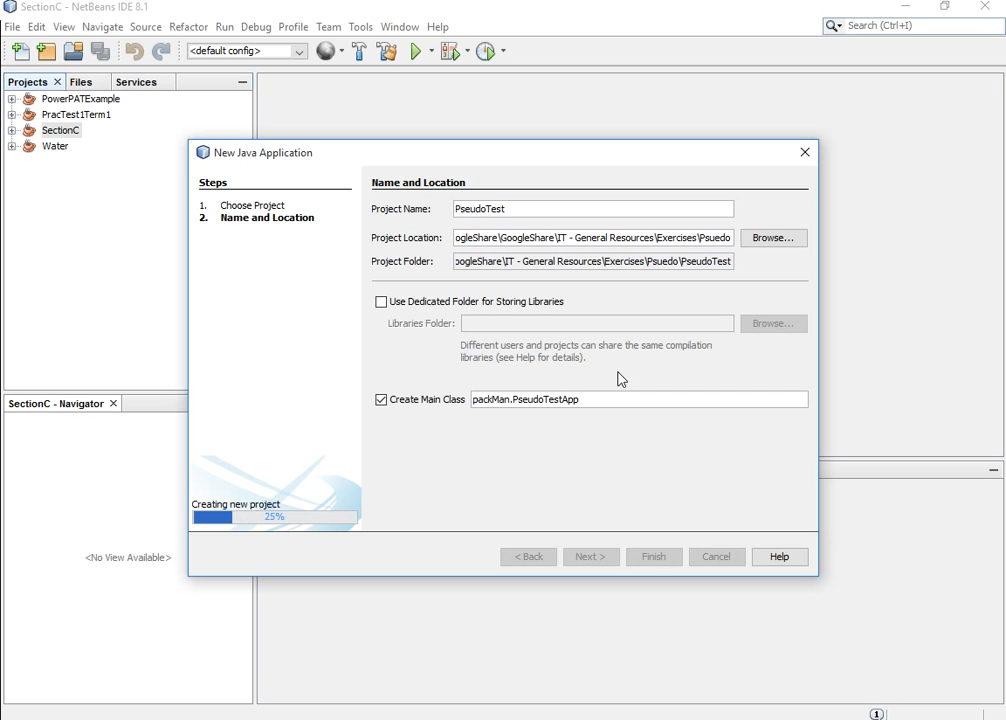 SectionC - NetBeans IDE 8.1
File Edit View Navigate Source Refactor Run Debug Profile Team Tools Window Help
Search (Ctrl+I)
<default config>
Projects Files Services
PowerPATExample
PracTest1Term1
SectionC
Water
New Java Application
Steps
1. Choose Project
2. Name and Location
Name and Location
Project Name: PseudoTest
Project Location: ogleShare\GoogleShare\IT - General Resources\Exercises\Psuedo Browse...
Project Folder: oogleShare\IT - General Resources\Exercises\Psuedo\PseudoTest
Use Dedicated Folder for Storing Libraries
Libraries Folder: Browse...
Different users and projects can share the same compilation
libraries (see Help for details).
Create Main Class packMan.PseudoTestApp
SectionC - Navigator
<No View Available>
Creating new project
25%
< Back Next > Finish Cancel Help
1